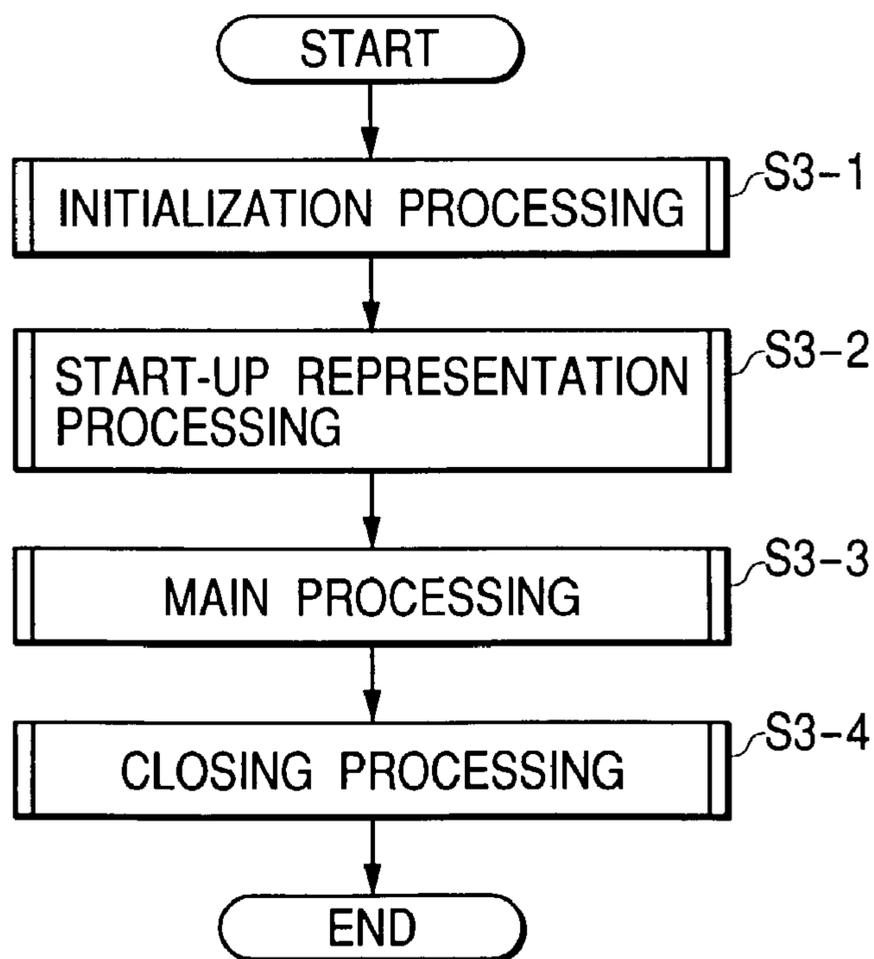 START
INITIALIZATION PROCESSING
S3-1
START-UP REPRESENTATION
PROCESSING
S3-2
MAIN PROCESSING
S3-3
CLOSING PROCESSING
S3-4
END